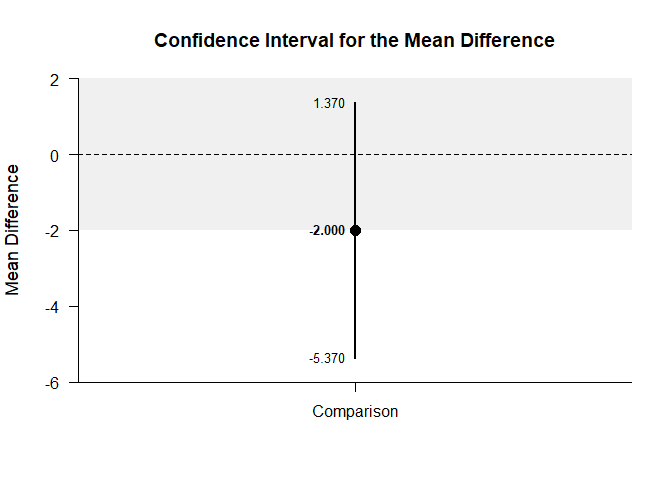 Confidence Interval for the Mean Difference
Mean Difference
2
0
-2
-4
-6
1.370
-2.000
-5.370
Comparison